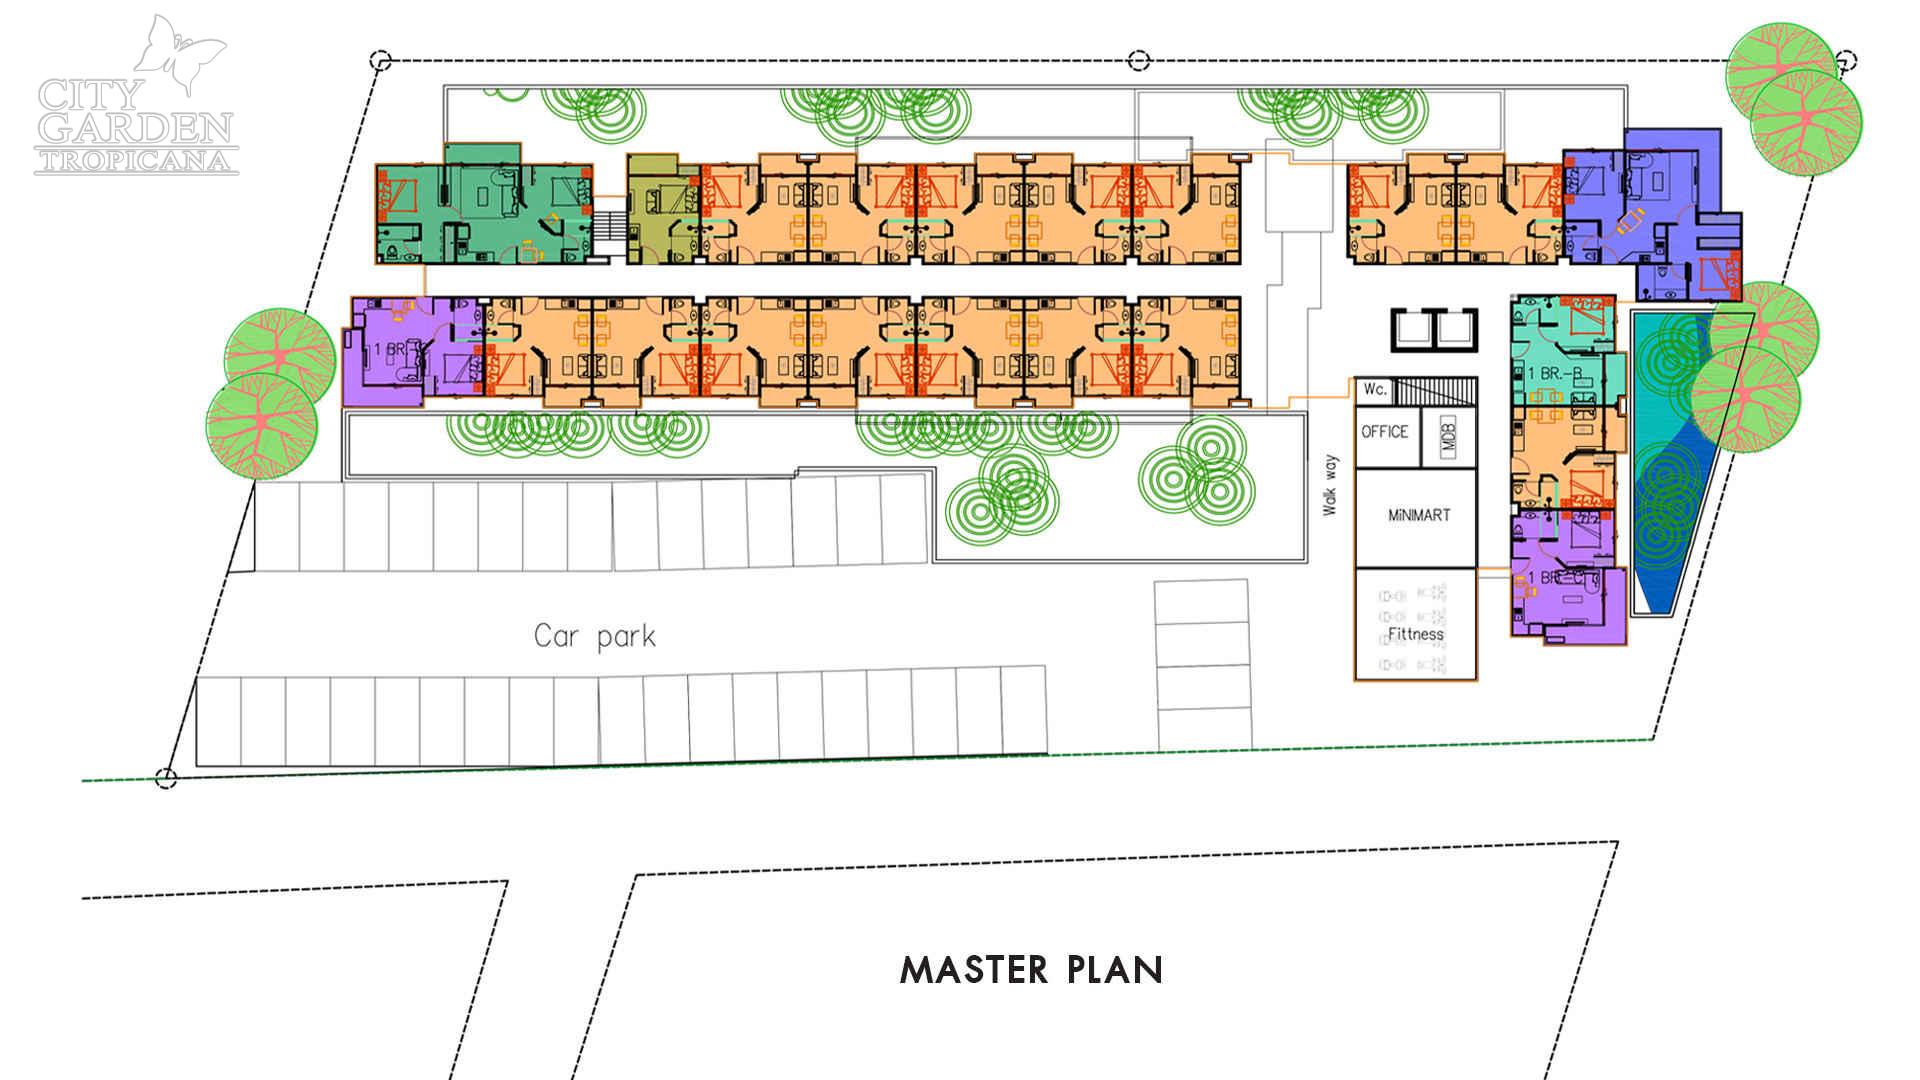 CITY
GARDEN
TROPICANA
1 BR.
1 BR.-B
Wc.
OFFICE
MDB
Walk way
MiNIMART
1 BR
Fittness
Car park
MASTER PLAN